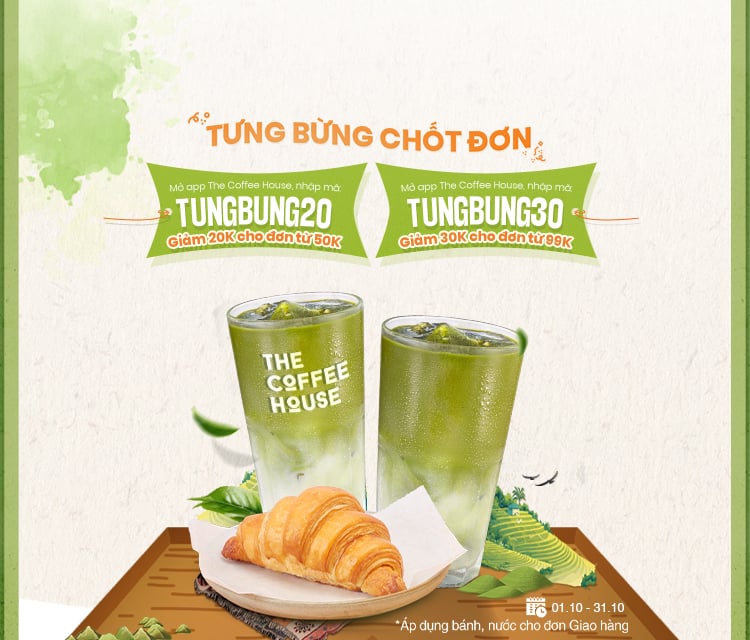 TƯNG BỪNG CHỐT ĐƠN
Mở app The Coffee House, nhập mã:
TUNGBUNG20
Giảm 20K cho đơn từ 50K
Mở app The Coffee House, nhập mã:
TUNGBUNG30
Giảm 30K cho đơn từ 99K
THE
COFFEE
HOUSE
01.10 - 31.10
*Áp dụng bánh, nước cho đơn Giao hàng